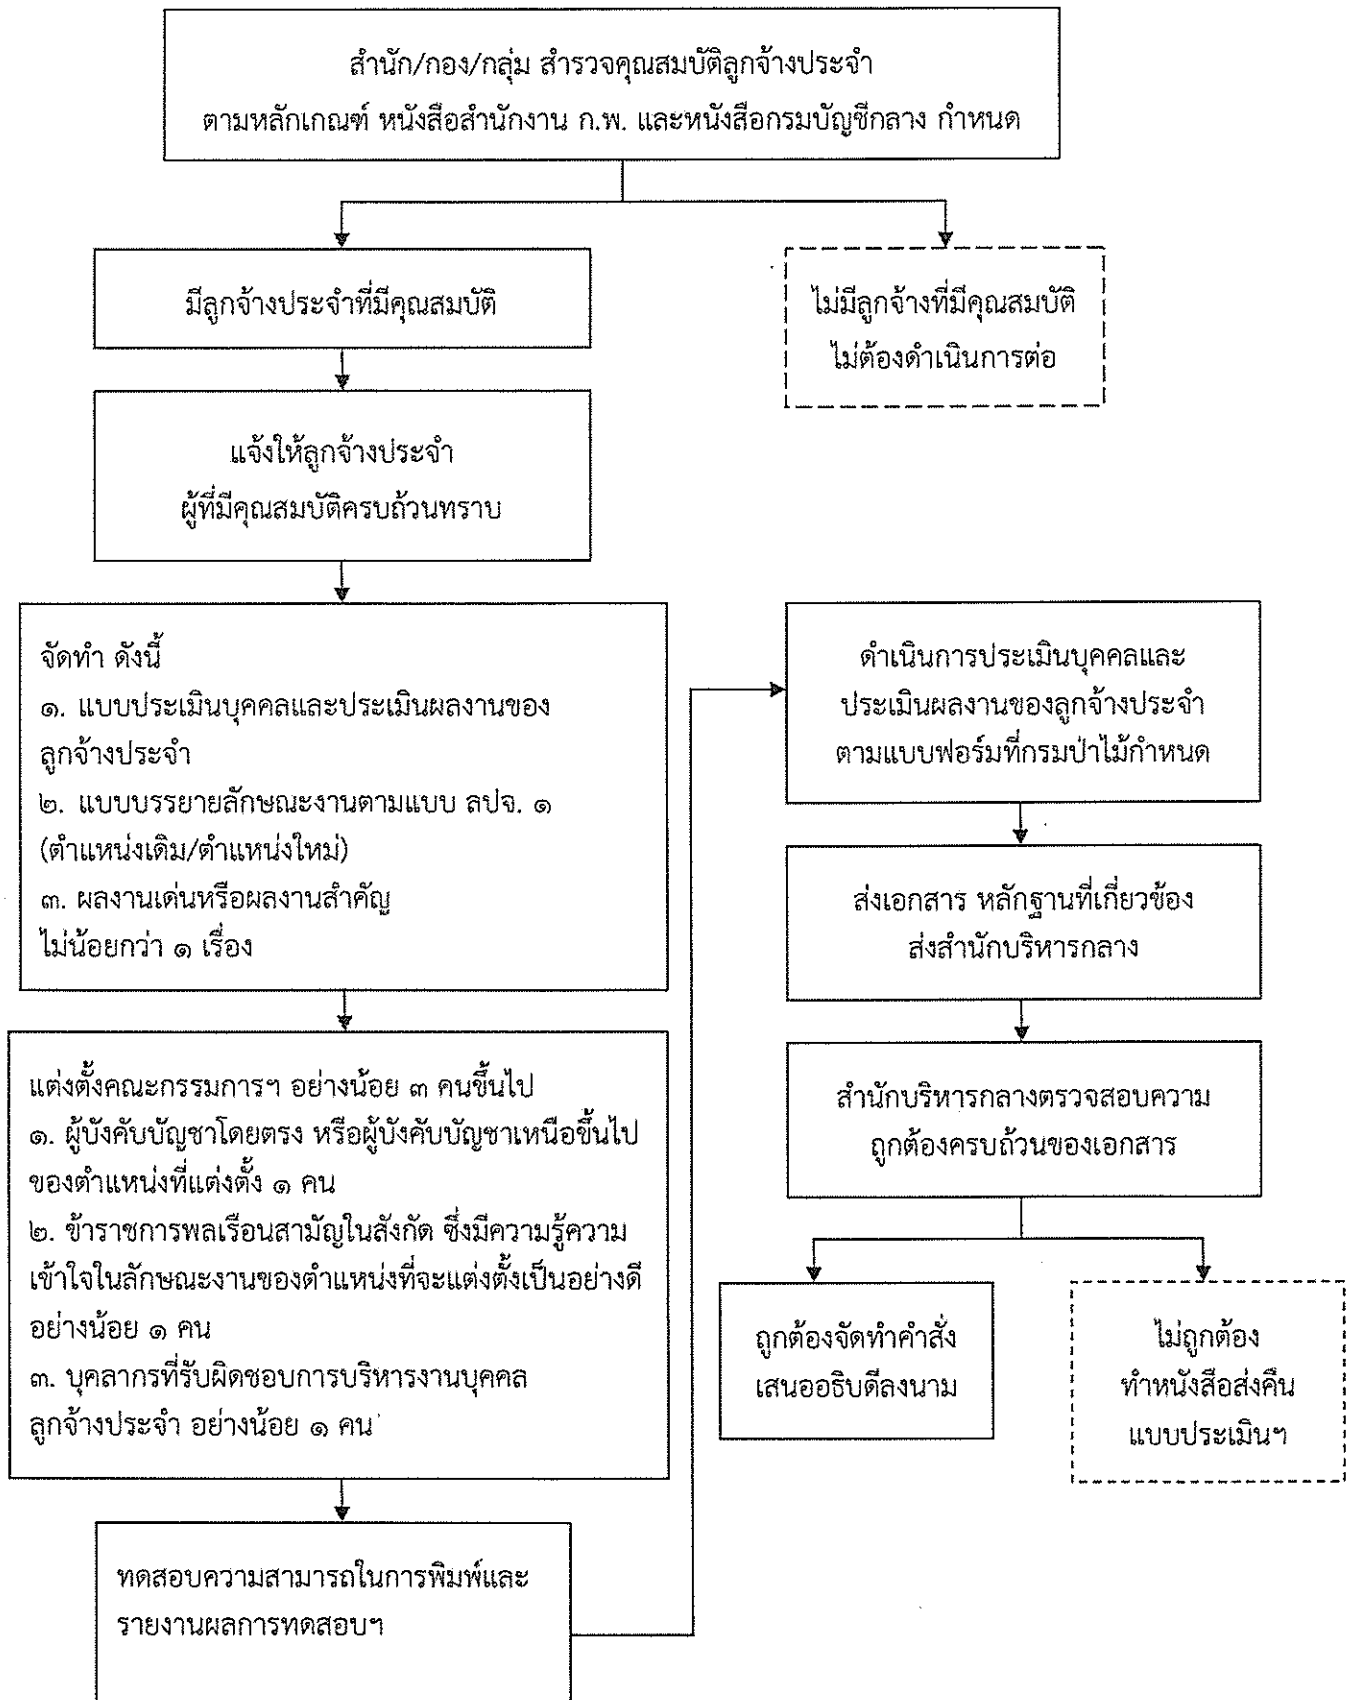 สำนัก/กอง/กลุ่ม สำรวจคุณสมบัติลูกจ้างประจำ
ตามหลักเกณฑ์ หนังสือสำนักงาน ก.พ. และหนังสือกรมบัญชีกลาง กำหนด
มีลูกจ้างประจำที่มีคุณสมบัติ
ไม่มีลูกจ้างที่มีคุณสมบัติ
ไม่ต้องดำเนินการต่อ
แจ้งให้ลูกจ้างประจำ
ผู้ที่มีคุณสมบัติครบถ้วนทราบ
จัดทำ ดังนี้
๑. แบบประเมินบุคคลและประเมินผลงานของ
ลูกจ้างประจำ
๒. แบบบรรยายลักษณะงานตามแบบ ลปจ. ๑
(ตำแหน่งเดิม/ตำแหน่งใหม่)
๓. ผลงานเด่นหรือผลงานสำคัญ
ไม่น้อยกว่า ๑ เรื่อง
แต่งตั้งคณะกรรมการฯ อย่างน้อย ๓ คนขึ้นไป
๑. ผู้บังคับบัญชาโดยตรง หรือผู้บังคับบัญชาเหนือขึ้นไป
ของตำแหน่งที่แต่งตั้ง ๑ คน
๒. ข้าราชการพลเรือนสามัญในสังกัด ซึ่งมีความรู้ความ
เข้าใจในลักษณะงานของตำแหน่งที่จะแต่งตั้งเป็นอย่างดี
อย่างน้อย ๑ คน
๓. บุคลากรที่รับผิดชอบการบริหารงานบุคคล
ลูกจ้างประจำ อย่างน้อย ๑ คน
ทดสอบความสามารถในการพิมพ์และ
รายงานผลการทดสอบฯ
ดำเนินการประเมินบุคคลและ
ประเมินผลงานของลูกจ้างประจำ
ตามแบบฟอร์มที่กรมป่าไม้กำหนด
ส่งเอกสาร หลักฐานที่เกี่ยวข้อง
ส่งสำนักบริหารกลาง
สำนักบริหารกลางตรวจสอบความ
ถูกต้องครบถ้วนของเอกสาร
ถูกต้องจัดทำคำสั่ง
เสนออธิบดีลงนาม
ไม่ถูกต้อง
ทำหนังสือส่งคืน
แบบประเมินฯ